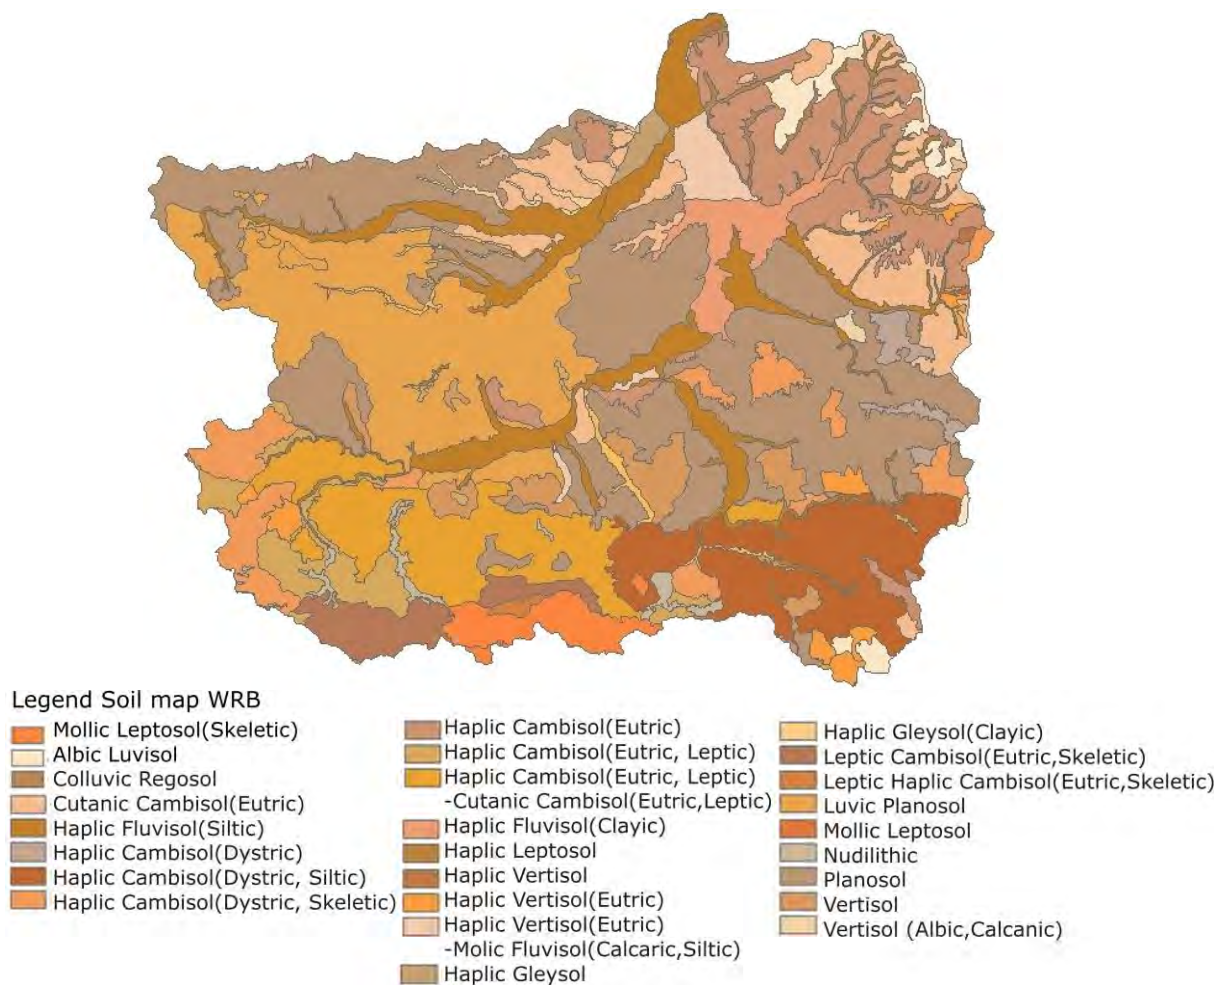 Legend Soil map WRB
Mollic Leptosol(Skeletic)
Albic Luvisol
Colluvic Regosol
Cutanic Cambisol(Eutric)
Haplic Fluvisol(Siltic)
Haplic Cambisol(Dystric)
Haplic Cambisol(Dystric, Siltic)
Haplic Cambisol(Dystric, Skeletic)
Haplic Cambisol(Eutric)
Haplic Cambisol(Eutric, Leptic)
Haplic Cambisol(Eutric, Leptic)
-Cutanic Cambisol(Eutric,Leptic)
Haplic Fluvisol(Clayic)
Haplic Leptosol
Haplic Vertisol
Haplic Vertisol(Eutric)
Haplic Vertisol(Eutric)
-Molic Fluvisol(Calcaric,Siltic)
Haplic Gleysol
Haplic Gleysol(Clayic)
Leptic Cambisol(Eutric,Skeletic)
Leptic Haplic Cambisol(Eutric,Skeletic)
Luvic Planosol
Mollic Leptosol
Nudilithic
Planosol
Vertisol
Vertisol (Albic,Calcanic)